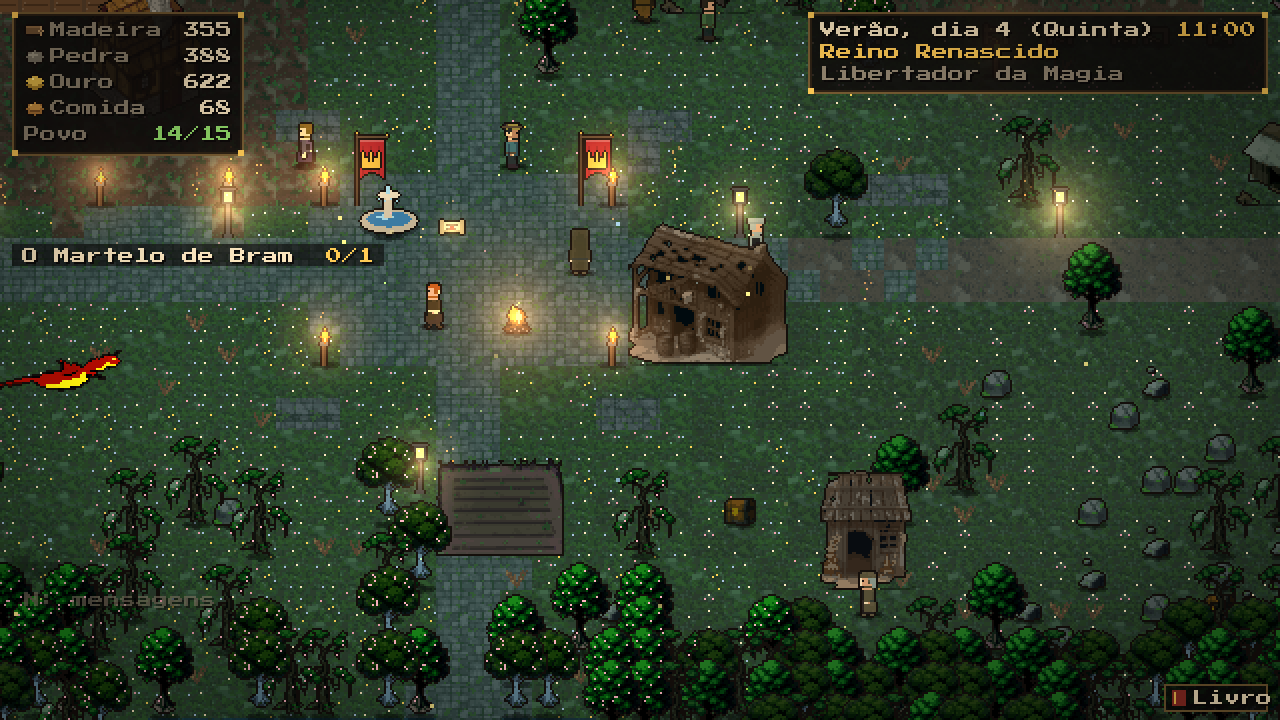 Madeira 355
Pedra 388
Ouro 622
Comida 68
Povo 14/15
Verão, dia 4 (Quinta) 11:00
Reino Renascido
Libertador da Magia
O Martelo de Bram 0/1
N: mensagens
Livro